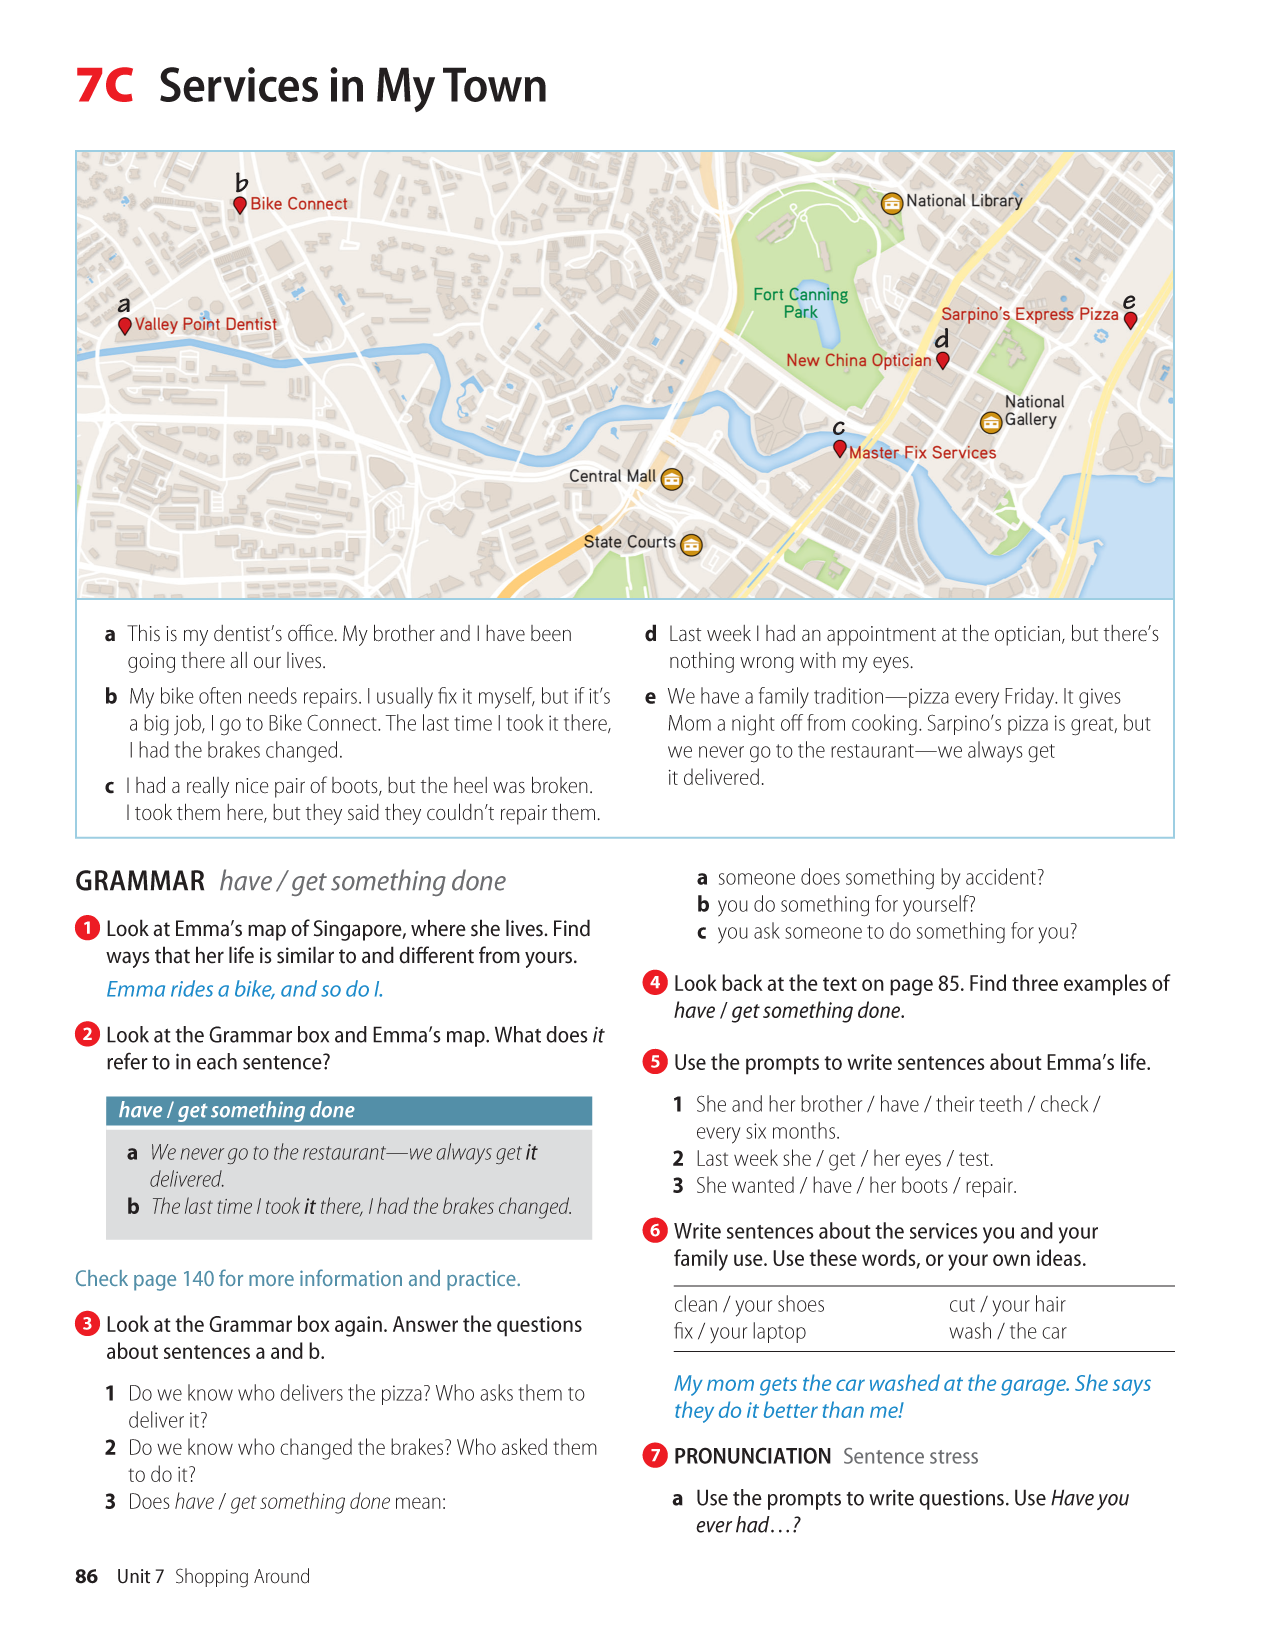 7C Services in My Town
b
Bike Connect
National Library
a
Valley Point Dentist
Fort Canning
Park
e
Sarpino's Express Pizza
d
New China Optician
National
Gallery
c
Master Fix Services
Central Mall
State Courts
a This is my dentist's office. My brother and I have been
going there all our lives.
b My bike often needs repairs. I usually fix it myself, but if it's
a big job, I go to Bike Connect. The last time I took it there,
I had the brakes changed.
c I had a really nice pair of boots, but the heel was broken.
I took them here, but they said they couldn't repair them.
d Last week I had an appointment at the optician, but there's
nothing wrong with my eyes.
e We have a family tradition—pizza every Friday. It gives
Mom a night off from cooking. Sarpino's pizza is great, but
we never go to the restaurant—we always get
it delivered.
GRAMMAR have / get something done
1 Look at Emma's map of Singapore, where she lives. Find
ways that her life is similar to and different from yours.
Emma rides a bike, and so do I.
2 Look at the Grammar box and Emma's map. What does it
refer to in each sentence?
have / get something done
a We never go to the restaurant—we always get it
delivered.
b The last time I took it there, I had the brakes changed.
Check page 140 for more information and practice.
3 Look at the Grammar box again. Answer the questions
about sentences a and b.
1 Do we know who delivers the pizza? Who asks them to
deliver it?
2 Do we know who changed the brakes? Who asked them
to do it?
3 Does have / get something done mean:
a someone does something by accident?
b you do something for yourself?
c you ask someone to do something for you?
4 Look back at the text on page 85. Find three examples of
have / get something done.
5 Use the prompts to write sentences about Emma's life.
1 She and her brother / have / their teeth / check /
every six months.
2 Last week she / get / her eyes / test.
3 She wanted / have / her boots / repair.
6 Write sentences about the services you and your
family use. Use these words, or your own ideas.
clean / your shoes cut / your hair
fix / your laptop wash / the car
My mom gets the car washed at the garage. She says
they do it better than me!
7 PRONUNCIATION Sentence stress
a Use the prompts to write questions. Use Have you
ever had…?
86 Unit 7 Shopping Around